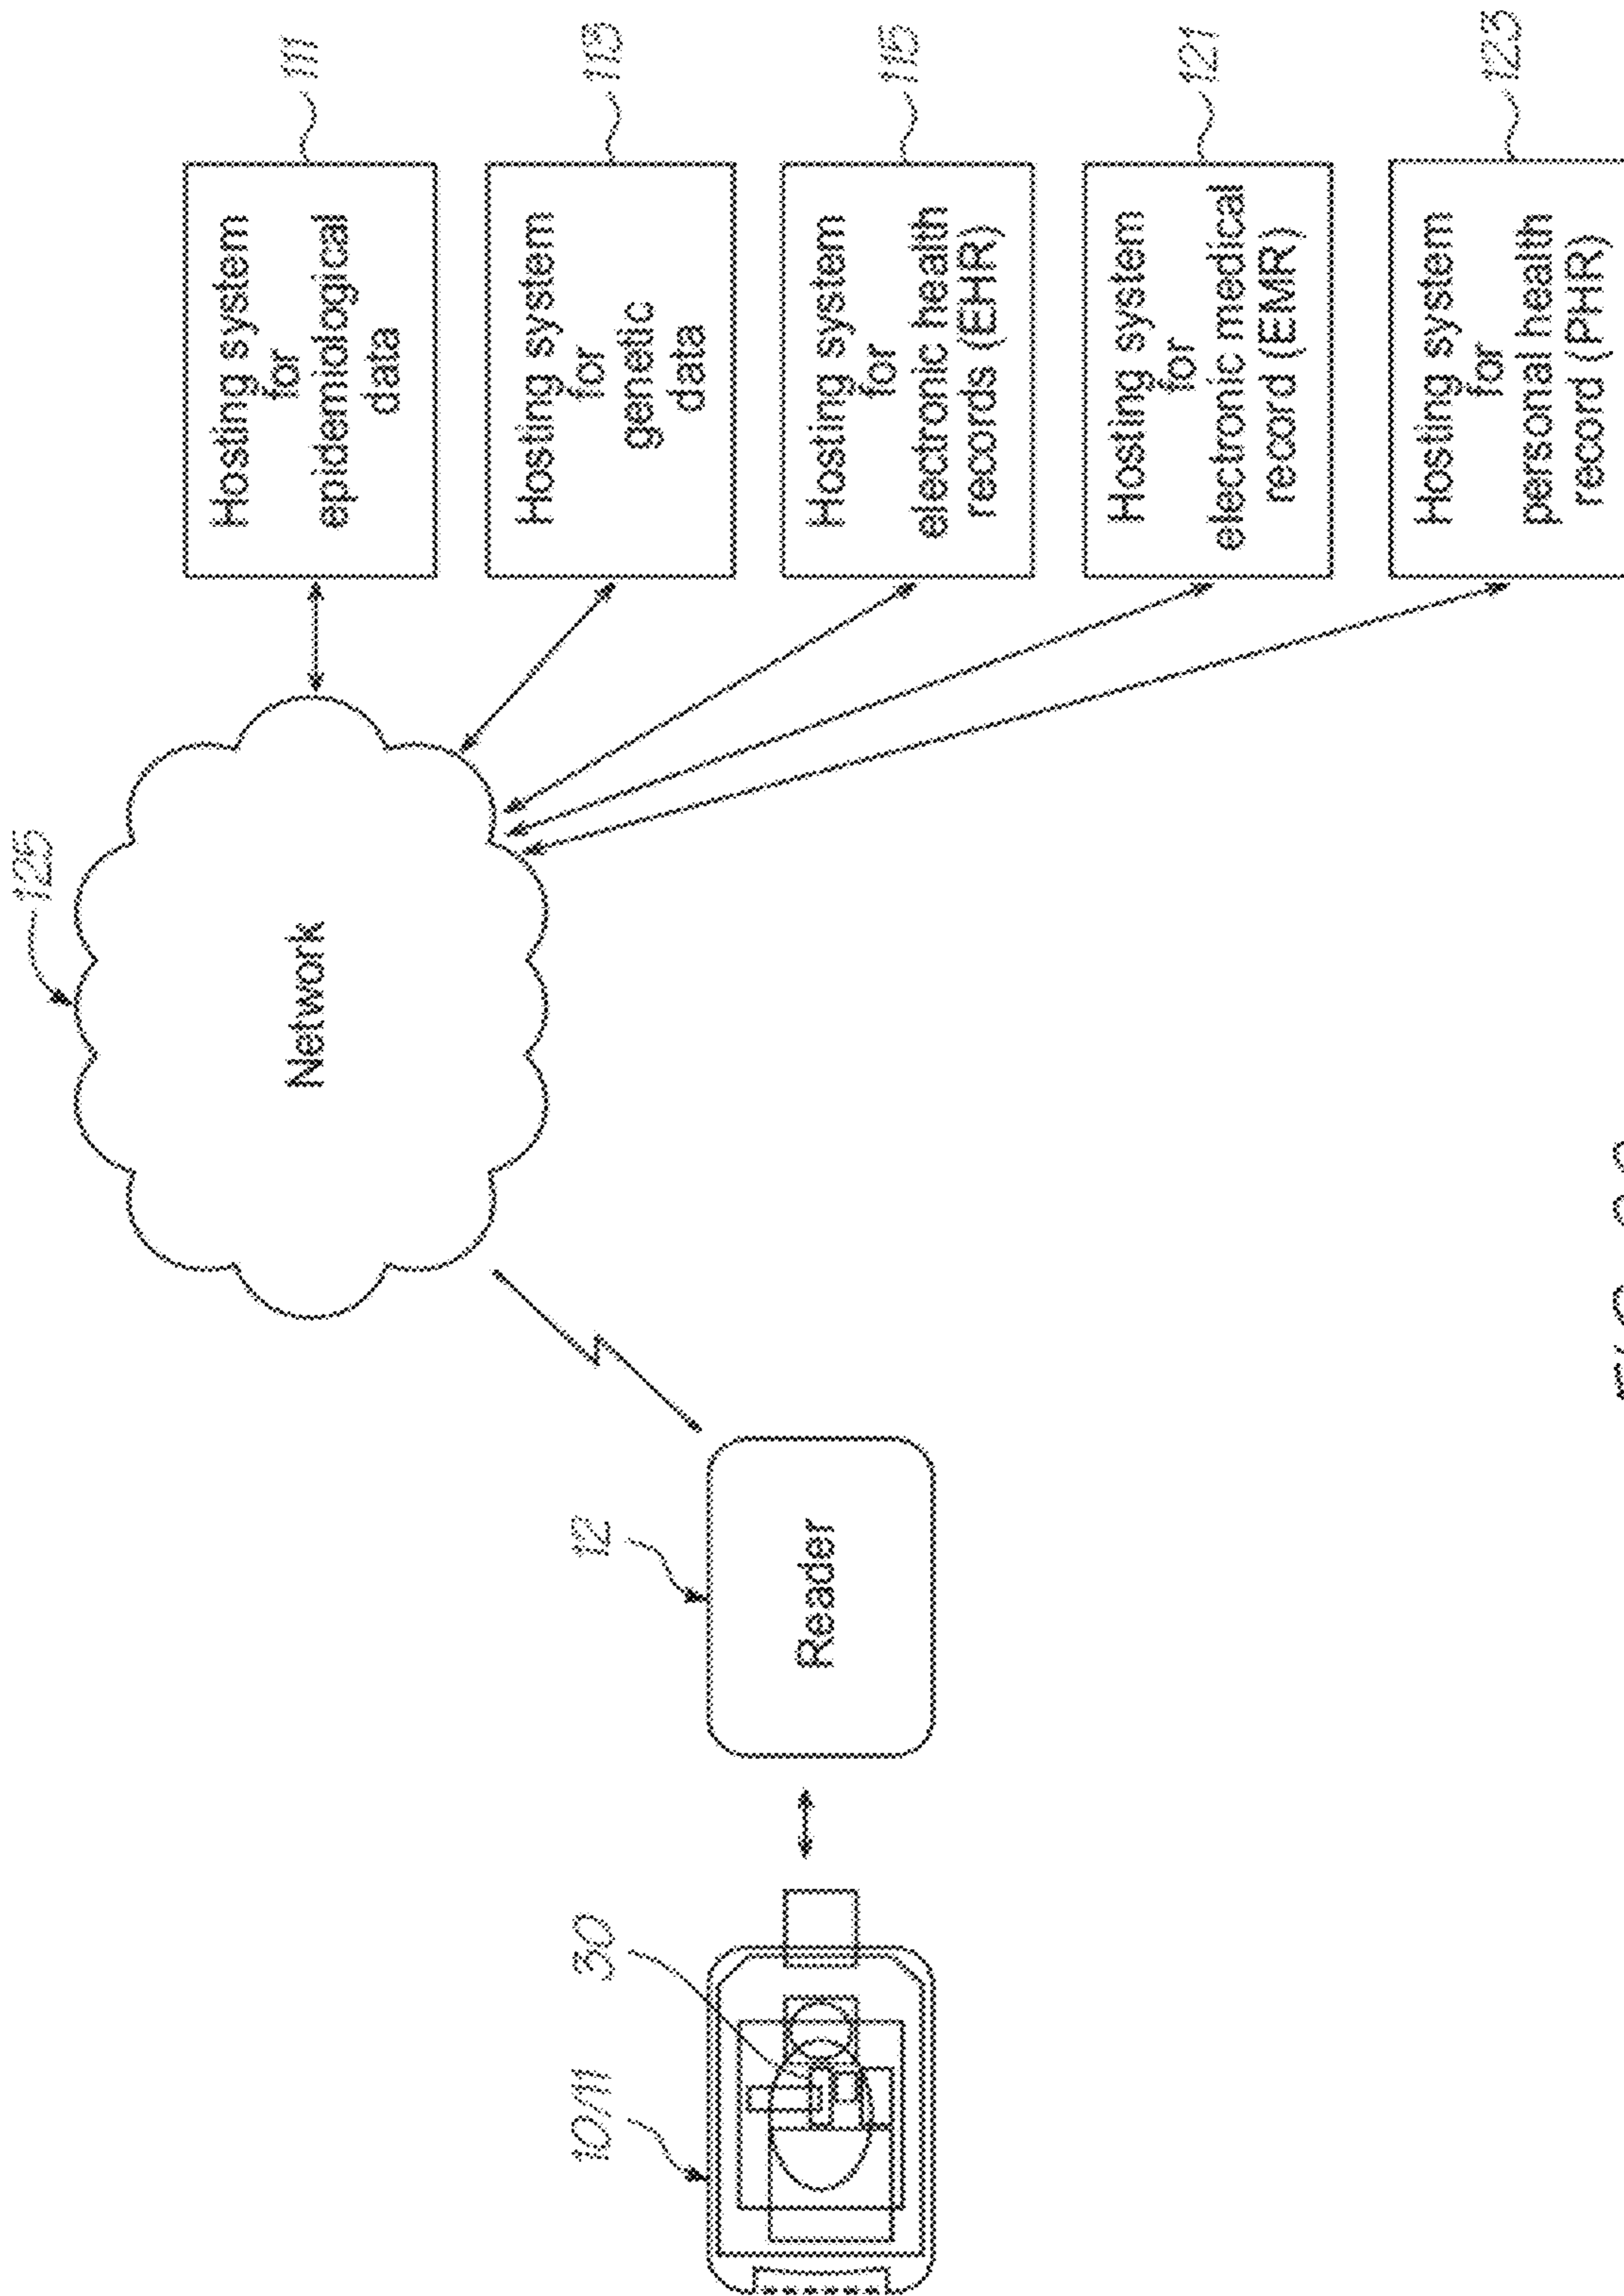 125
Network
Hosting system
for
epidemiological
data
111
Hosting system
for
genetic
data
113
Hosting system
for
electronic health
records (EHR)
115
Hosting system
for
electronic medical
record (EMR)
121
Hosting system
for
personal health
record (PHR)
123
10/11
30
12
Reader